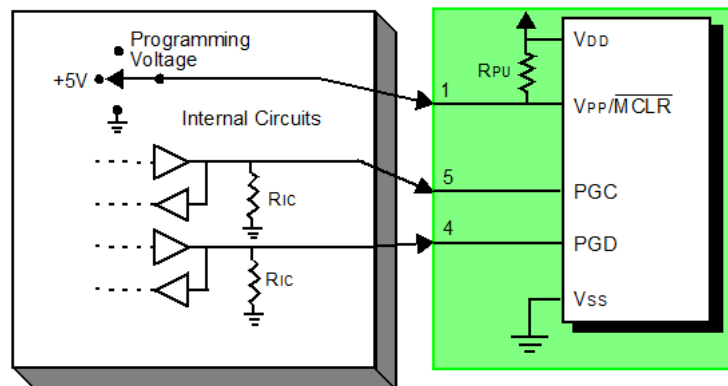 Programming
Voltage
+5V
Internal Circuits
RIC
RIC
1
5
4
RPU
VDD
VPP/MCLR
PGC
PGD
VSS